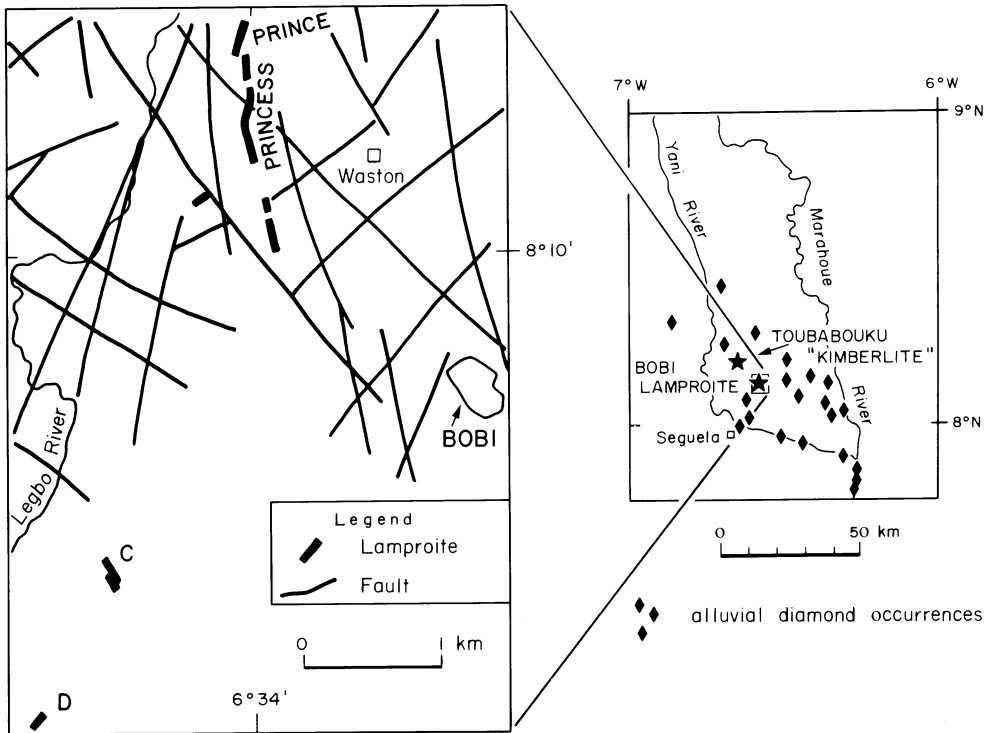 PRINCE
PRINCESS
Waston
8°10'
BOBI
Legbo River
C
D
Legend
Lamproite
Fault
0 1 km
6°34'
7°W
6°W
9°N
Yani River
Marahoue River
TOUBABOUKU
"KIMBERLITE"
BOBI
LAMPROITE
Seguela
8°N
0 50 km
alluvial diamond occurrences